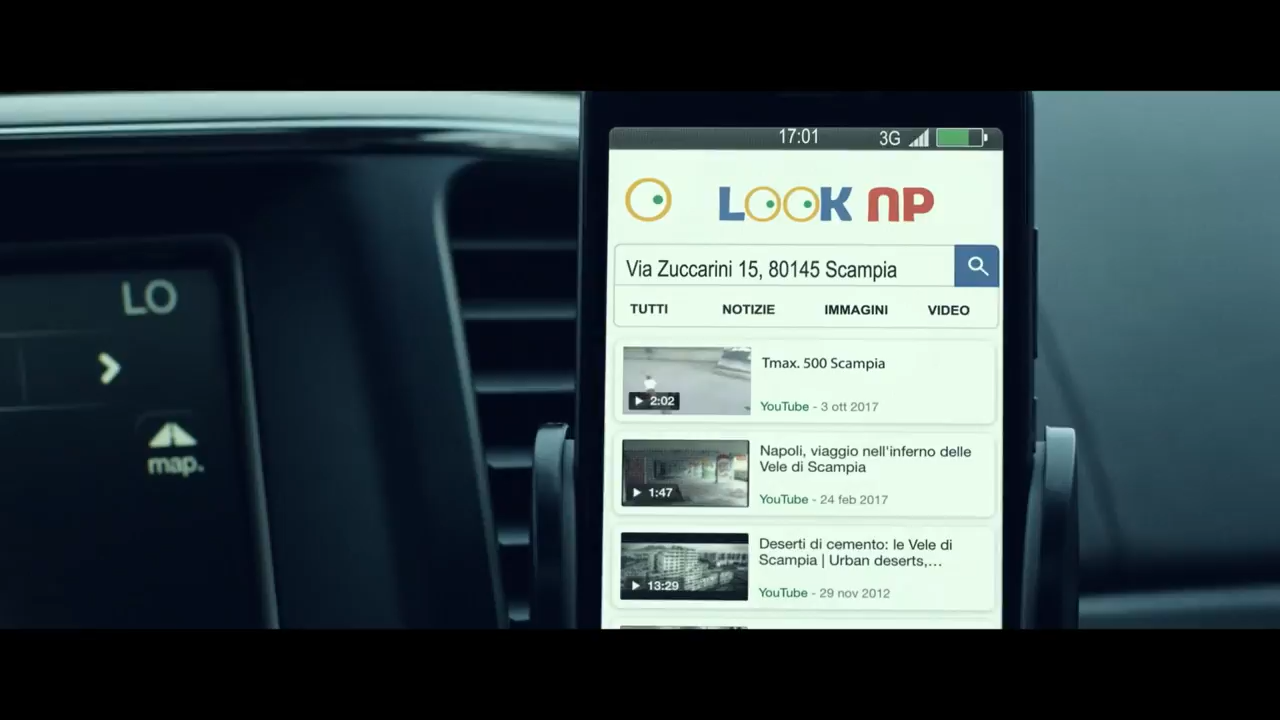 17:01 3G
LOOK NP
Via Zuccarini 15, 80145 Scampia
TUTTI NOTIZIE IMMAGINI VIDEO
LO
map.
Tmax. 500 Scampia
2:02
YouTube - 3 ott 2017
Napoli, viaggio nell'inferno delle
Vele di Scampia
1:47
YouTube - 24 feb 2017
Deserti di cemento: le Vele di
Scampia | Urban deserts,...
13:29
YouTube - 29 nov 2012